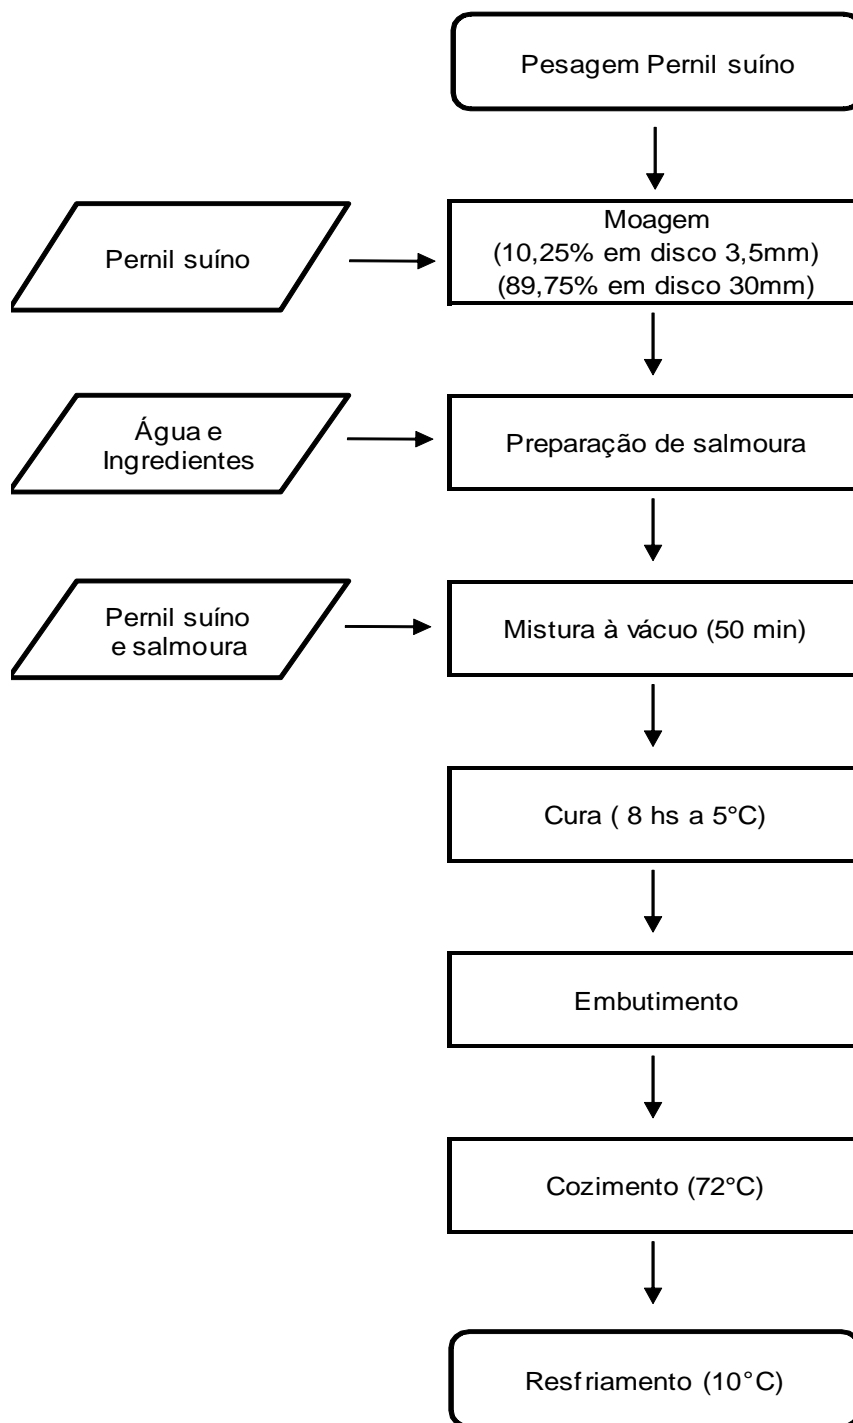 Pesagem Pernil suíno
Pernil suíno
Moagem
(10,25% em disco 3,5mm)
(89,75% em disco 30mm)
Água e
Ingredientes
Preparação de salmoura
Pernil suíno
e salmoura
Mistura à vácuo (50 min)
Cura ( 8 hs a 5°C)
Embutimento
Cozimento (72°C)
Resfriamento (10°C)